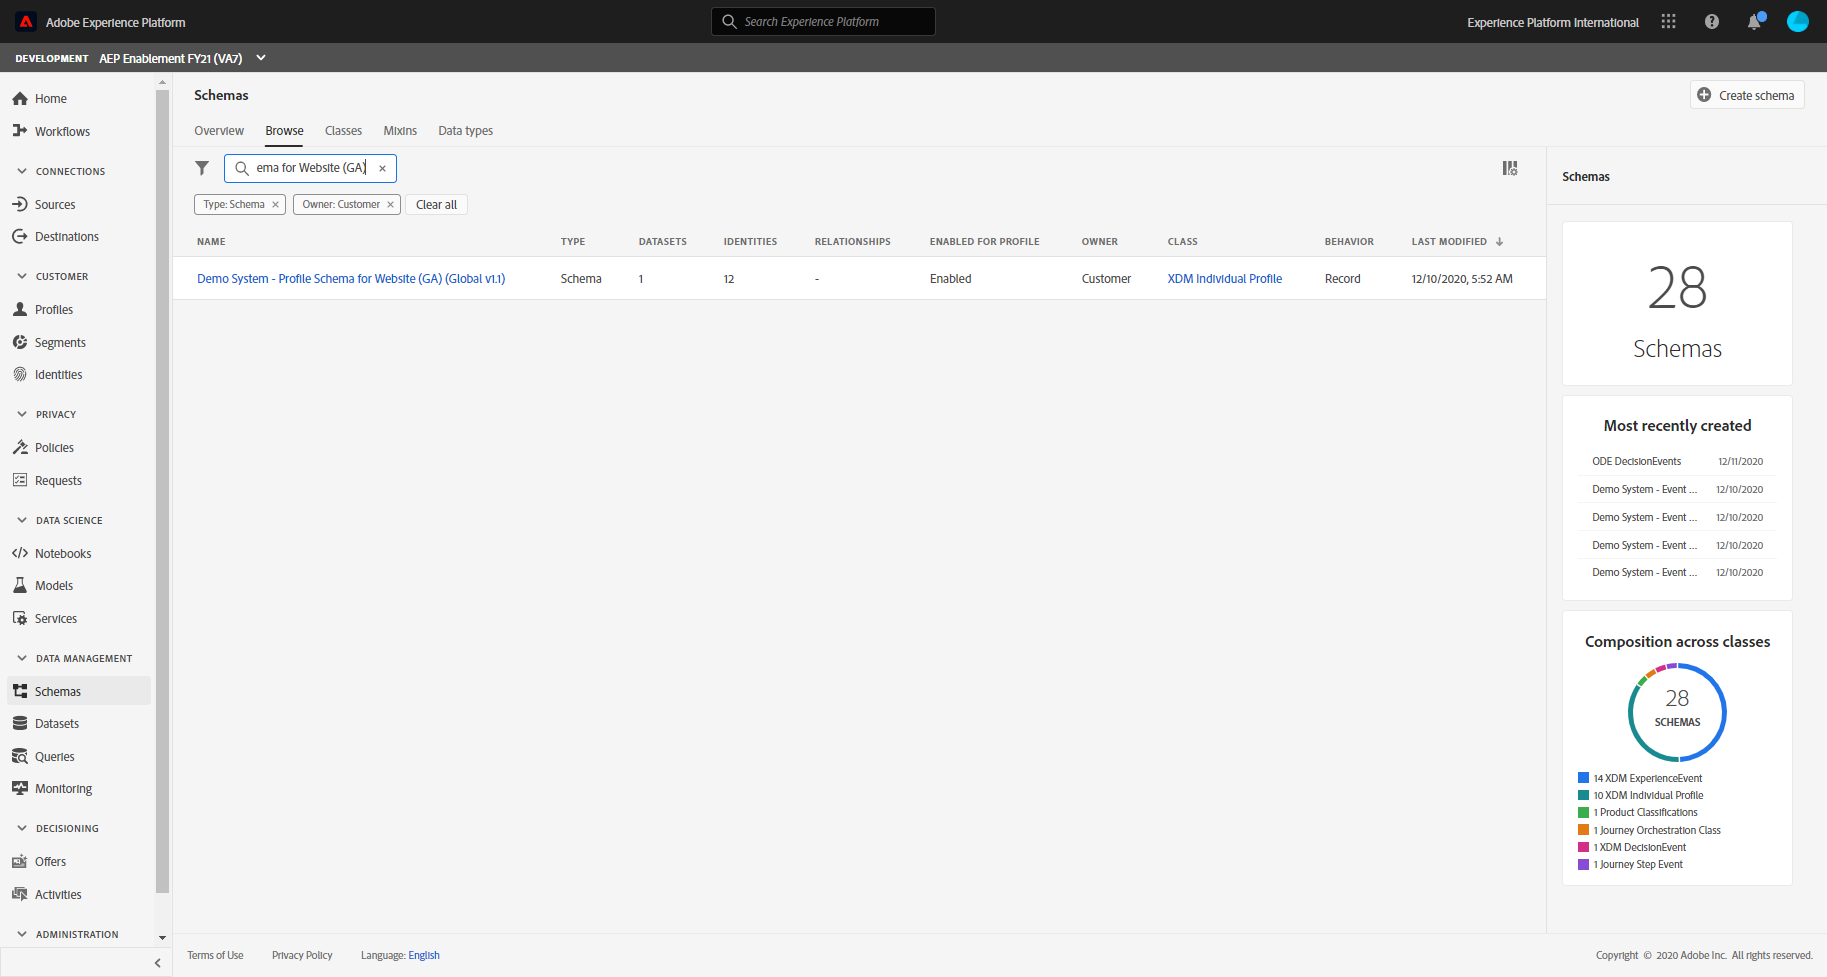 Adobe Experience Platform
Search Experience Platform
Experience Platform International
DEVELOPMENT AEP Enablement FY21 (VA7)
Home
Workflows
CONNECTIONS
Sources
Destinations
CUSTOMER
Profiles
Segments
Identities
PRIVACY
Policies
Requests
DATA SCIENCE
Notebooks
Models
Services
DATA MANAGEMENT
Schemas
Datasets
Queries
Monitoring
DECISIONING
Offers
Activities
ADMINISTRATION
Schemas
Create schema
Overview Browse Classes Mixins Data types
ema for Website (GA)
Type: Schema × Owner: Customer × Clear all
NAME TYPE DATASETS IDENTITIES RELATIONSHIPS ENABLED FOR PROFILE OWNER CLASS BEHAVIOR LAST MODIFIED
Demo System - Profile Schema for Website (GA) (Global v1.1) Schema 1 12 - Enabled Customer XDM Individual Profile Record 12/10/2020, 5:52 AM
Schemas
28
Schemas
Most recently created
ODE DecisionEvents 12/11/2020
Demo System - Event ... 12/10/2020
Demo System - Event ... 12/10/2020
Demo System - Event ... 12/10/2020
Demo System - Event ... 12/10/2020
Composition across classes
28
SCHEMAS
14 XDM ExperienceEvent
10 XDM Individual Profile
1 Product Classifications
1 Journey Orchestration Class
1 XDM DecisionEvent
1 Journey Step Event
Terms of Use Privacy Policy Language: English
Copyright © 2020 Adobe Inc. All rights reserved.